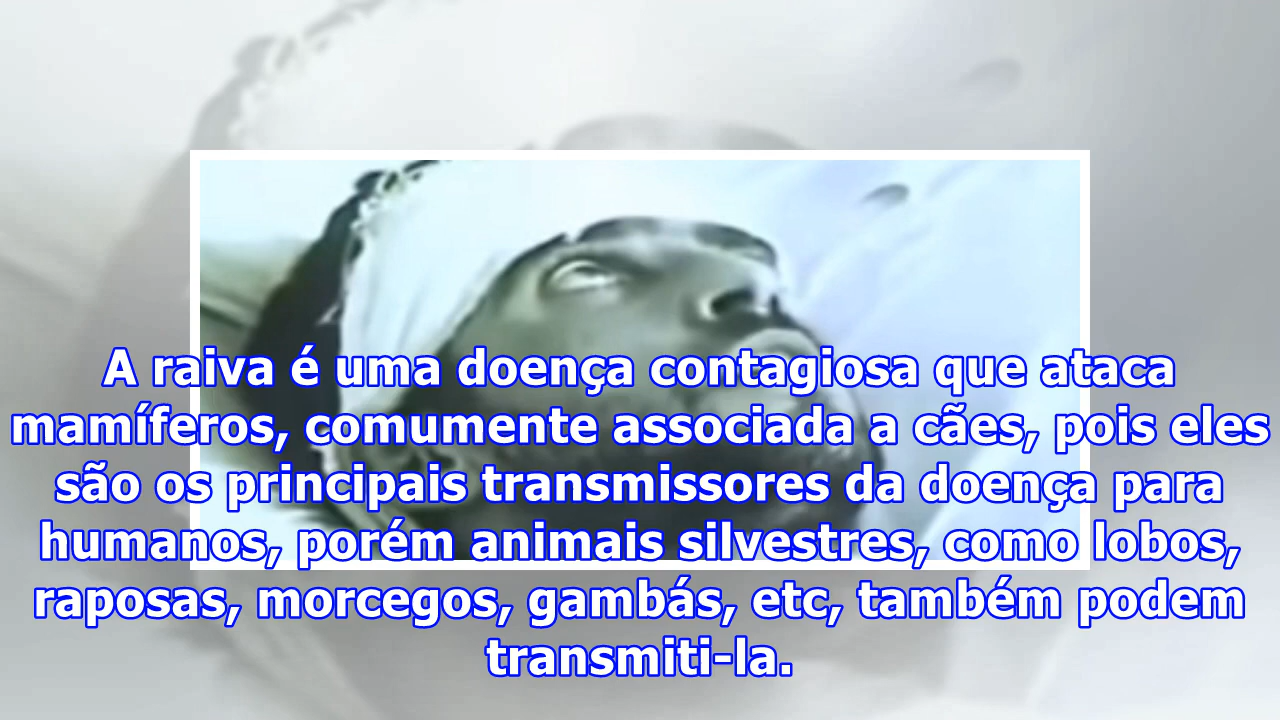 A raiva é uma doença contagiosa que ataca
mamíferos, comumente associada a cães, pois eles
são os principais transmissores da doença para
humanos, porém animais silvestres, como lobos,
raposas, morcegos, gambás, etc, também podem
transmiti-la.